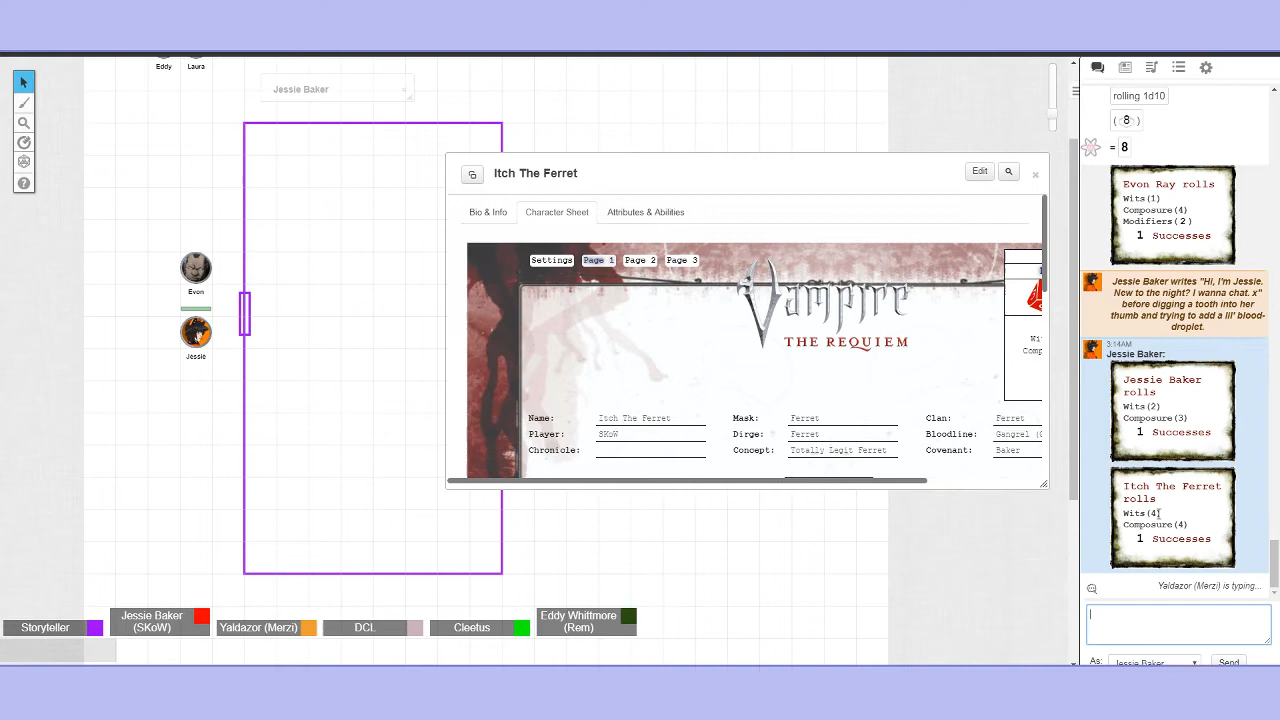 Eddy
Laura
Jessie Baker
Evon
Jessie
Itch The Ferret
Edit
Bio & Info
Character Sheet
Attributes & Abilities
Settings
Page 1
Page 2
Page 3
Vampire
THE REQUIEM
Name:
Itch The Ferret
Mask:
Ferret
Clan:
Ferret
Player:
SKoW
Dirge:
Ferret
Bloodline:
Gangrel (
Chronicle:
Concept:
Totally Legit Ferret
Covenant:
Baker
Storyteller
Jessie Baker
(SKoW)
Yaldazor (Merzi)
DCL
Cleetus
Eddy Whittmore
(Rem)
rolling 1d10
( 8 )
= 8
Evon Ray rolls
Wits(1)
Composure(4)
Modifiers(2)
1 Successes
Jessie Baker writes "Hi, I'm Jessie.
New to the night? I wanna chat. x"
before digging a tooth into her
thumb and trying to add a lil' blood-
droplet.
3:14AM
Jessie Baker:
Jessie Baker
rolls
Wits(2)
Composure(3)
1 Successes
Itch The Ferret
rolls
Wits(4)
Composure(4)
1 Successes
Yaldazor (Merzi) is typing...
As:
Jessie Baker
Send